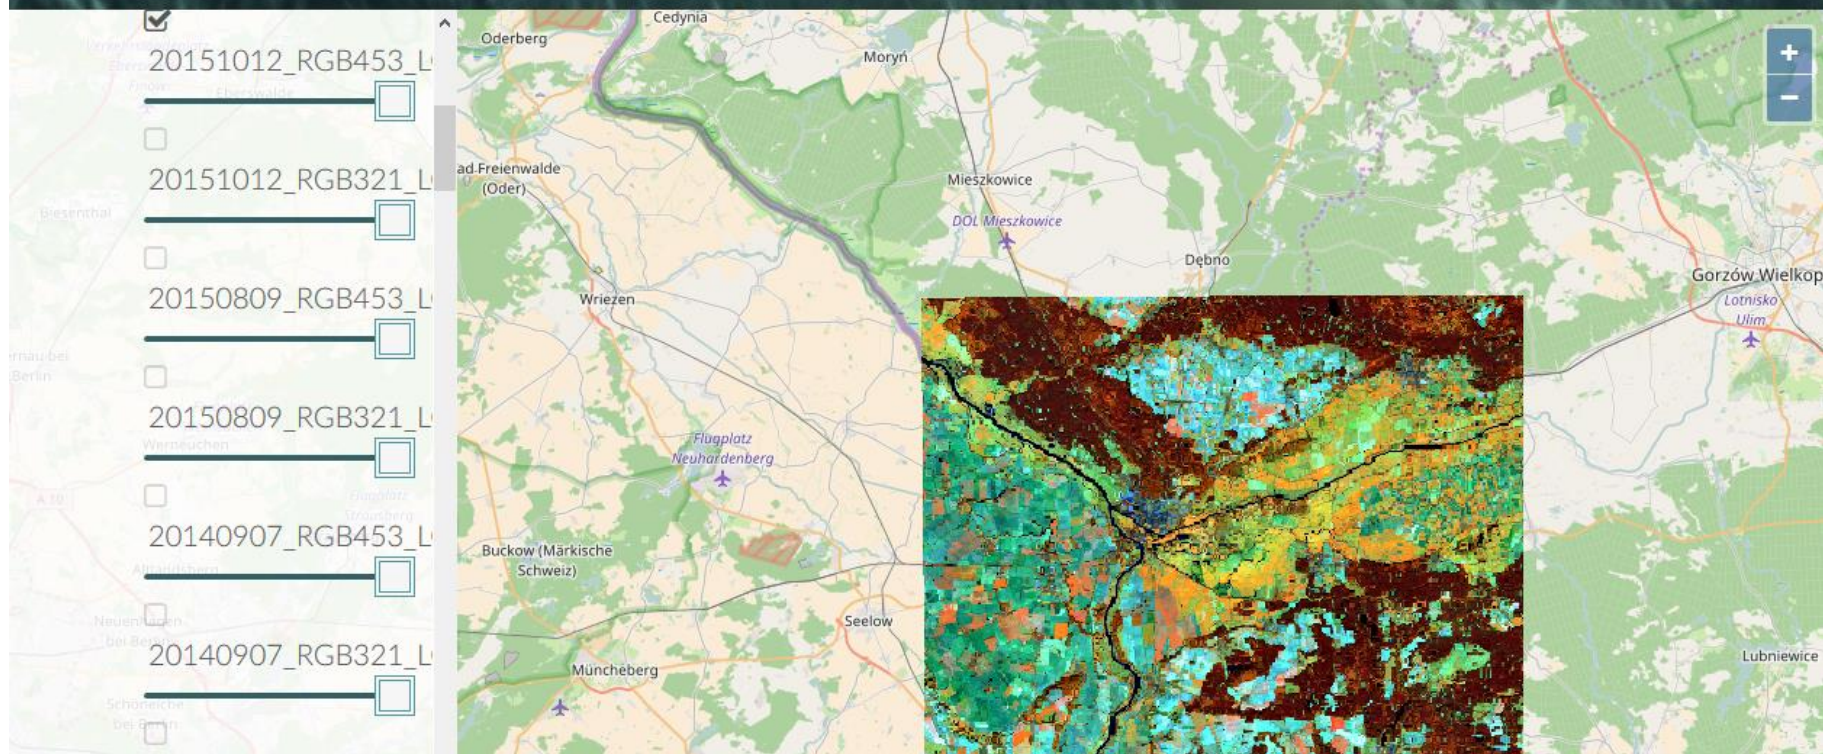 20151012_RGB453_L
20151012_RGB321_L
20150809_RGB453_L
20150809_RGB321_L
20140907_RGB453_L
20140907_RGB321_L
Eberswalde
Biesenthal
Werneuchen
A 10
Flugplatz
Strausberg
Altlandsberg
Neuenhagen
bei Berlin
Schöneiche
bei Berlin
Cedynia
Oderberg
Moryń
ad Freienwalde
(Oder)
Mieszkowice
DOL Mieszkowice
Dębno
Wriezen
Gorzów Wielkop
Lotnisko
Ulim
Flugplatz
Neuhardenberg
Buckow (Märkische
Schweiz)
Seelow
Müncheberg
Lubniewice
+
−